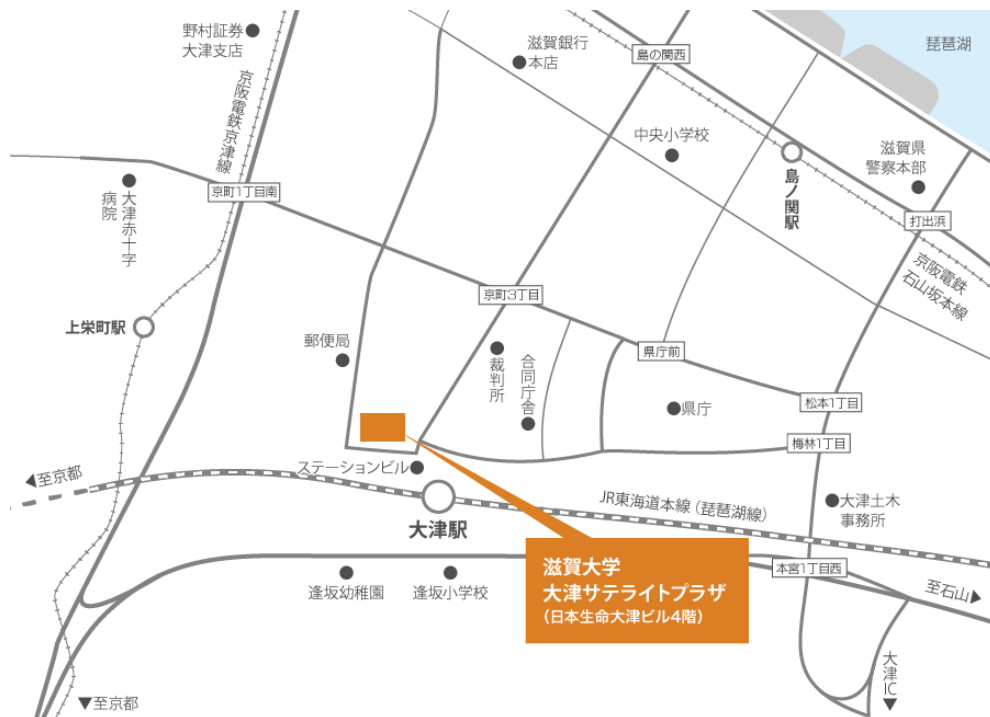 野村証券
大津支店
滋賀銀行
本店
島の関西
琵琶湖
京阪電鉄京津線
中央小学校
滋賀県
警察本部
島ノ関駅
京町1丁目南
大津赤十字
病院
打出浜
京阪電鉄
石山坂本線
京町3丁目
上栄町駅
郵便局
裁判所
合同庁舎
県庁前
県庁
松本1丁目
梅林1丁目
ステーションビル
◀至京都
大津駅
JR東海道本線(琵琶湖線)
大津土木
事務所
滋賀大学
大津サテライトプラザ
(日本生命大津ビル4階)
本宮1丁目西
逢坂幼稚園
逢坂小学校
至石山▶
大津IC▼
▼至京都